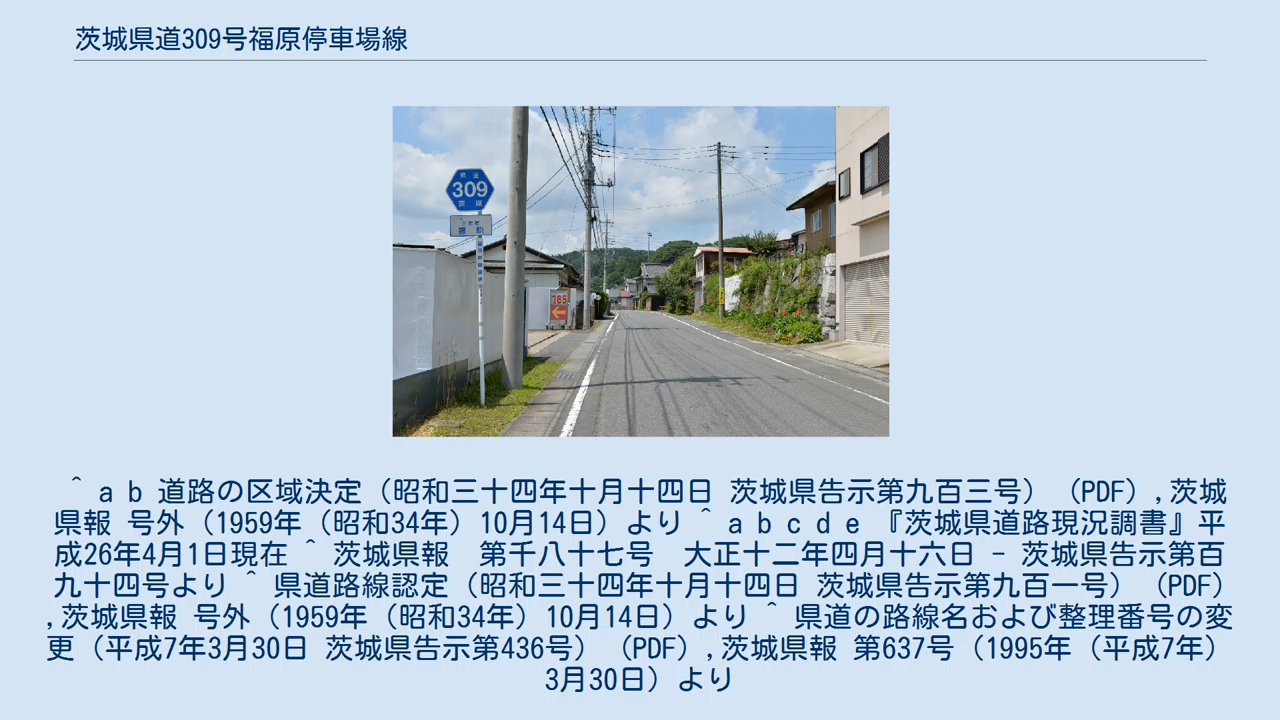 茨城県道309号福原停車場線
県道
309
茨城
165
^ a b 道路の区域決定（昭和三十四年十月十四日 茨城県告示第九百三号）（PDF）,茨城
県報 号外（1959年（昭和34年）10月14日）より ^ a b c d e 『茨城県道路現況調書』平
成26年4月1日現在 ^ 茨城県報　第千八十七号　大正十二年四月十六日 − 茨城県告示第百
九十四号より ^ 県道路線認定（昭和三十四年十月十四日 茨城県告示第九百一号）（PDF）
,茨城県報 号外（1959年（昭和34年）10月14日）より ^ 県道の路線名および整理番号の変
更（平成7年3月30日 茨城県告示第436号）（PDF）,茨城県報 第637号（1995年（平成7年）
3月30日）より